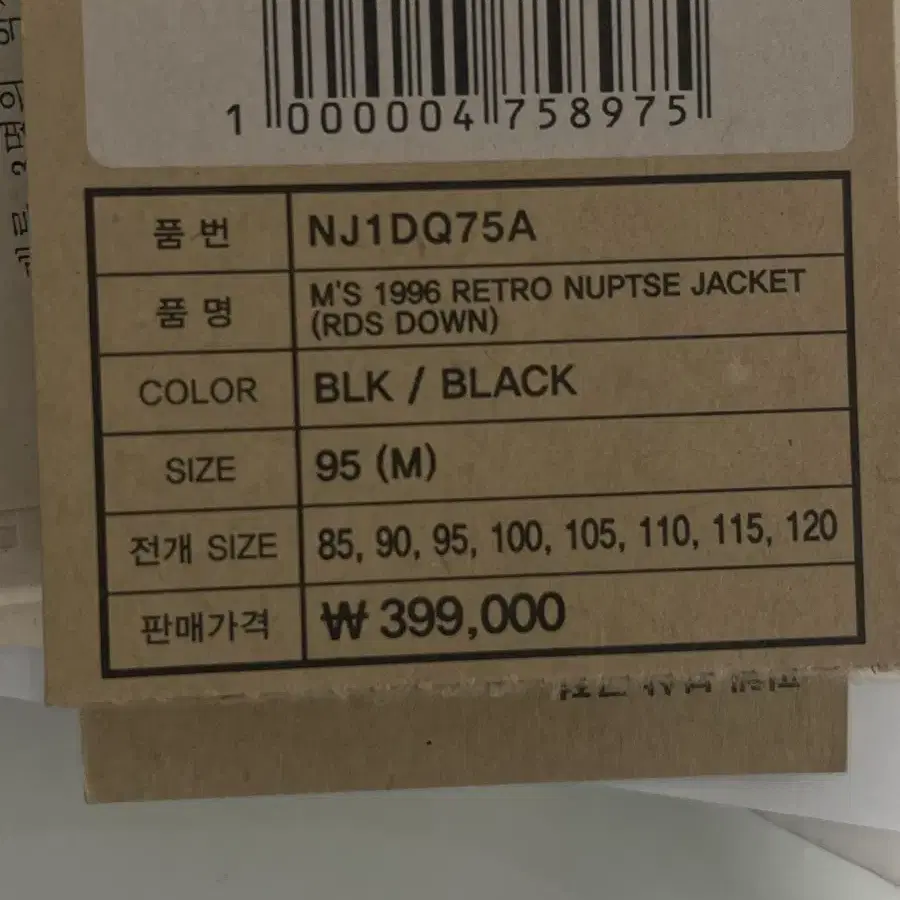 1 000004 758975
품 번 NJ1DQ75A
품 명 M'S 1996 RETRO NUPTSE JACKET
(RDS DOWN)
COLOR BLK / BLACK
SIZE 95 (M)
전개 SIZE 85, 90, 95, 100, 105, 110, 115, 120
판매가격 ₩ 399,000